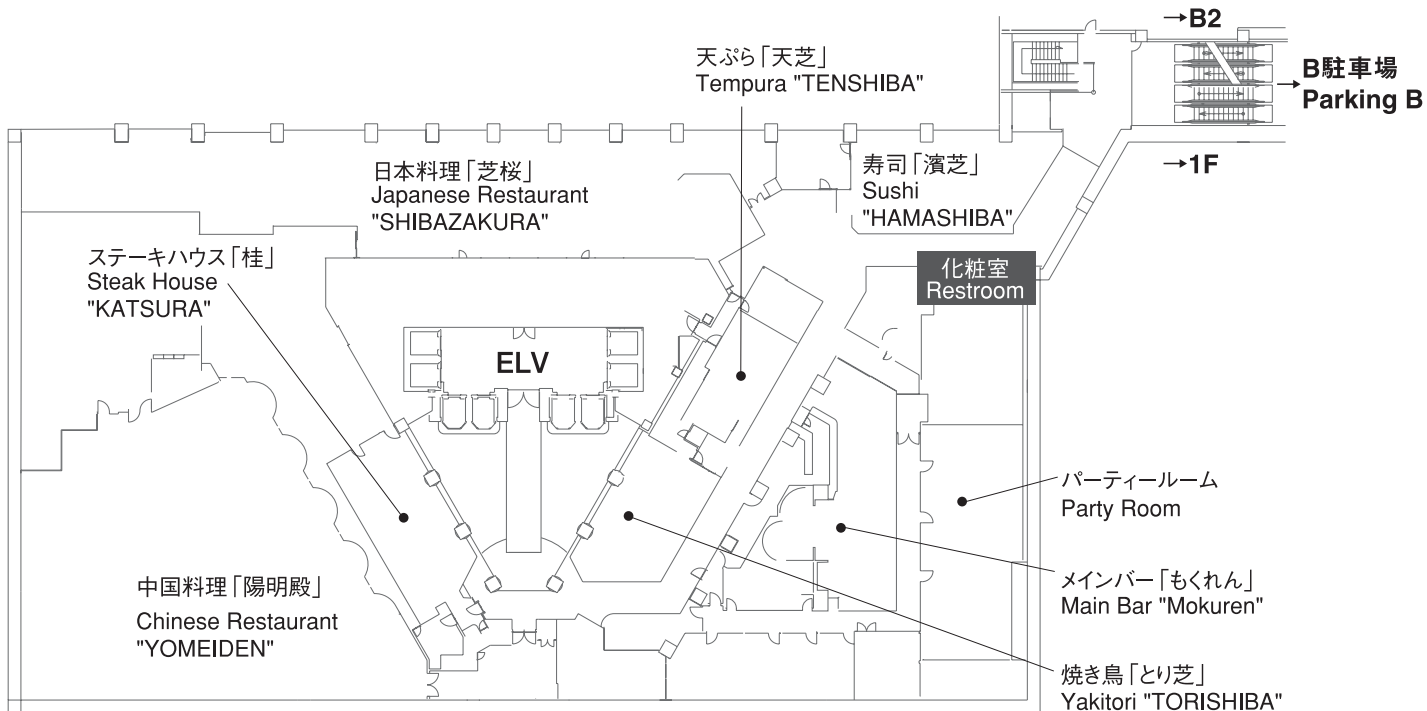 →B2
B駐車場
Parking B
→1F
天ぷら「天芝」
Tempura "TENSHIBA"
日本料理「芝桜」
Japanese Restaurant
"SHIBAZAKURA"
寿司「濱芝」
Sushi
"HAMASHIBA"
ステーキハウス「桂」
Steak House
"KATSURA"
化粧室
Restroom
ELV
パーティールーム
Party Room
中国料理「陽明殿」
Chinese Restaurant
"YOMEIDEN"
メインバー「もくれん」
Main Bar "Mokuren"
焼き鳥「とり芝」
Yakitori "TORISHIBA"